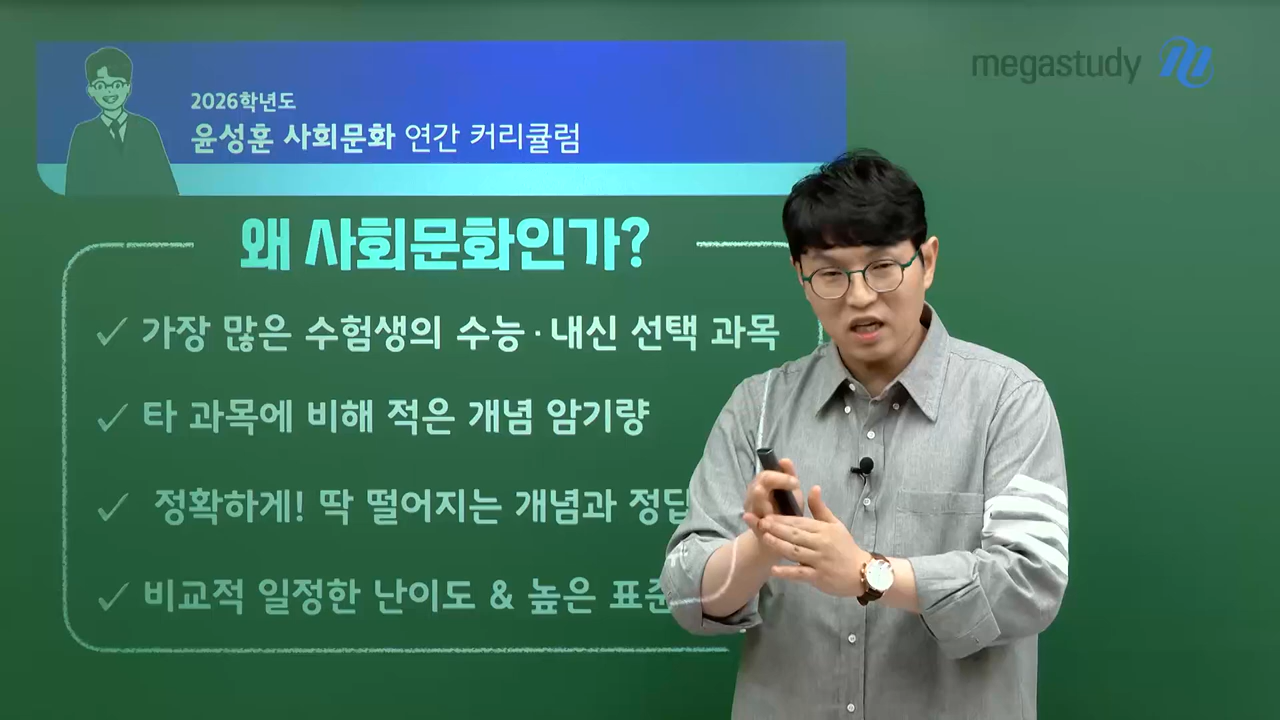 megastudy
2026학년도
윤성훈 사회문화 연간 커리큘럼
왜 사회문화인가?
가장 많은 수험생의 수능·내신 선택 과목
타 과목에 비해 적은 개념 암기량
정확하게! 딱 떨어지는 개념과 정답
비교적 일정한 난이도 & 높은 표준